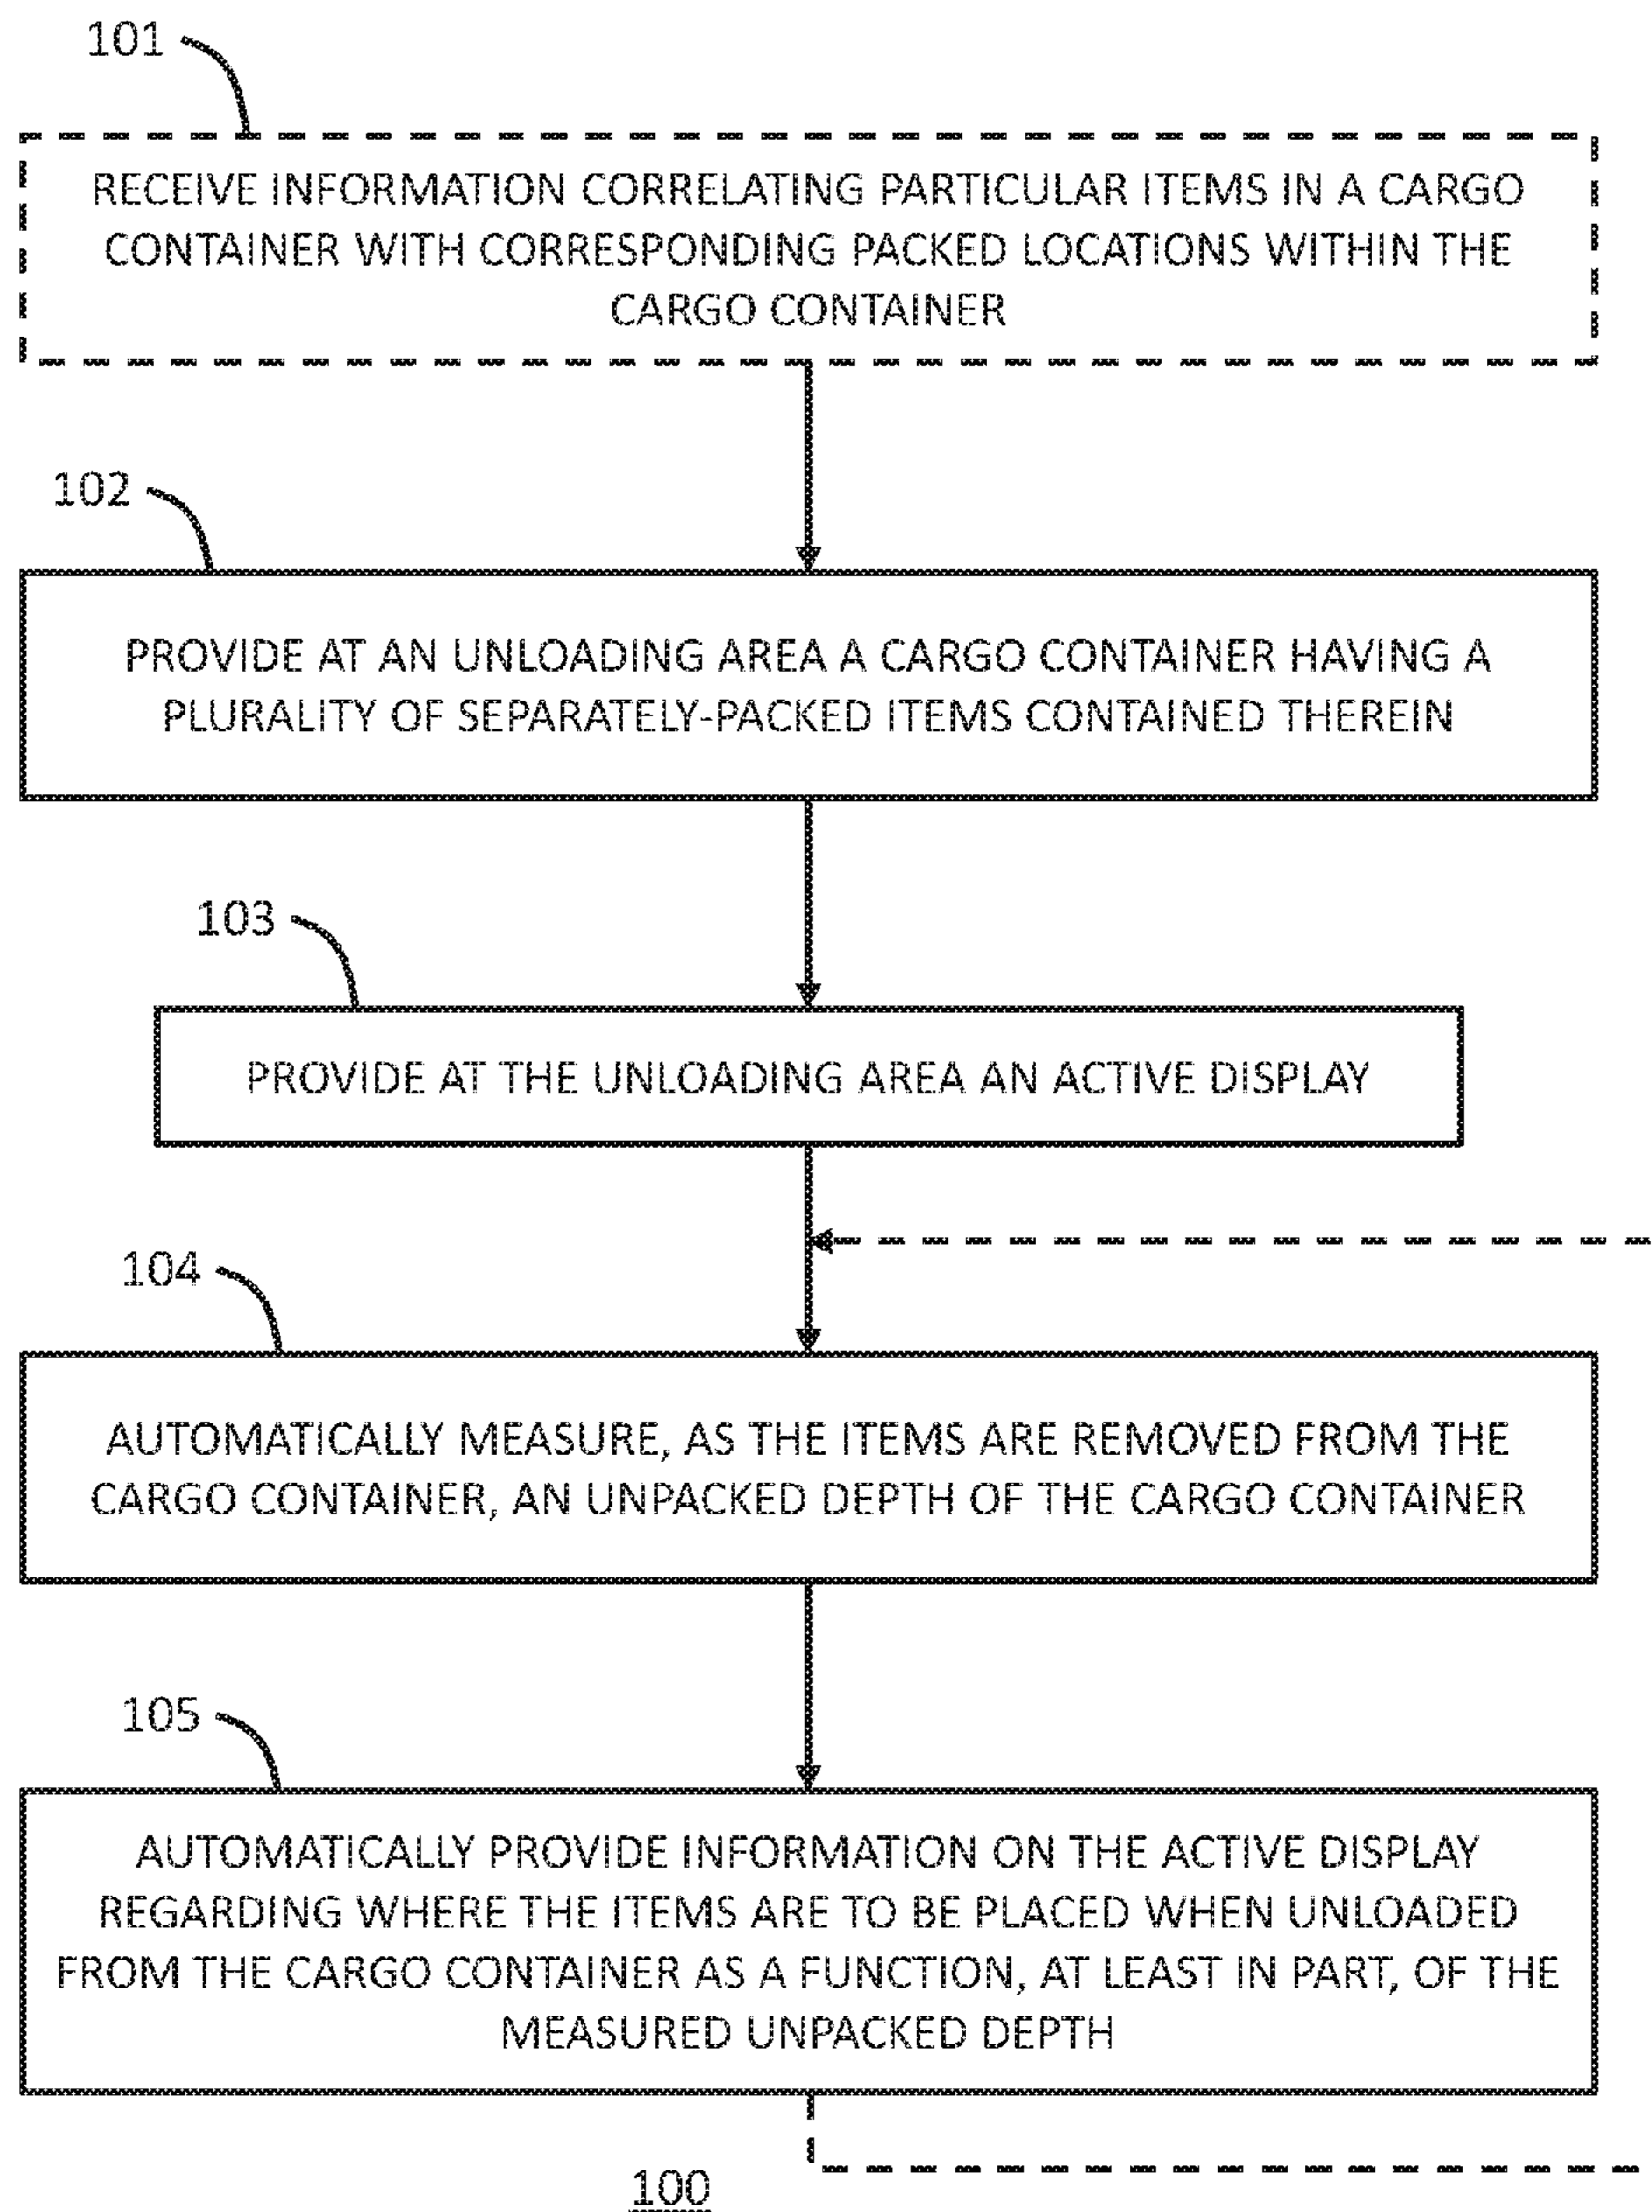 101
RECEIVE INFORMATION CORRELATING PARTICULAR ITEMS IN A CARGO
CONTAINER WITH CORRESPONDING PACKED LOCATIONS WITHIN THE
CARGO CONTAINER
102
PROVIDE AT AN UNLOADING AREA A CARGO CONTAINER HAVING A
PLURALITY OF SEPARATELY-PACKED ITEMS CONTAINED THEREIN
103
PROVIDE AT THE UNLOADING AREA AN ACTIVE DISPLAY
104
AUTOMATICALLY MEASURE, AS THE ITEMS ARE REMOVED FROM THE
CARGO CONTAINER, AN UNPACKED DEPTH OF THE CARGO CONTAINER
105
AUTOMATICALLY PROVIDE INFORMATION ON THE ACTIVE DISPLAY
REGARDING WHERE THE ITEMS ARE TO BE PLACED WHEN UNLOADED
FROM THE CARGO CONTAINER AS A FUNCTION, AT LEAST IN PART, OF THE
MEASURED UNPACKED DEPTH
100